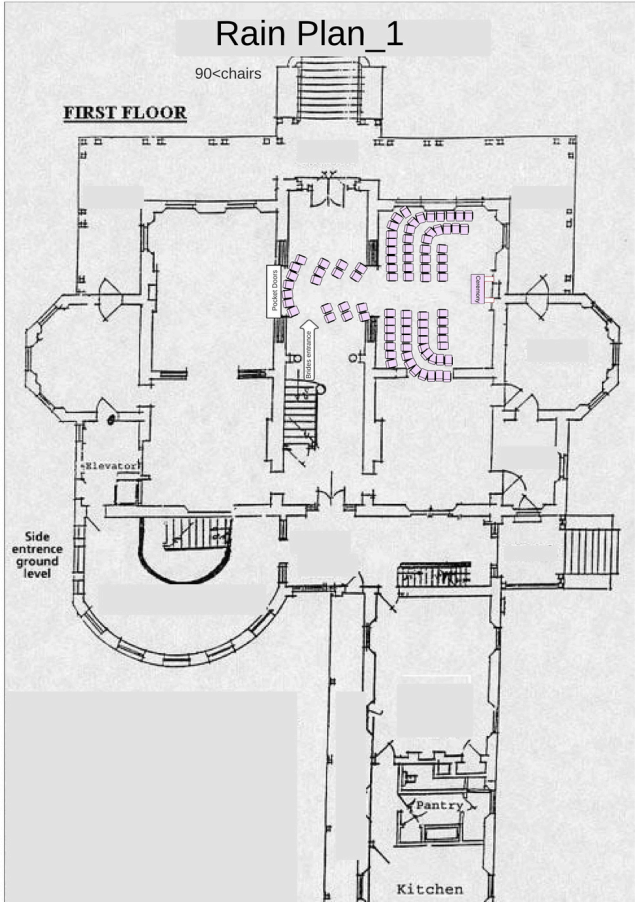 Rain Plan_1
90<chairs
FIRST FLOOR
Pocket Doors
Ceremony
Brides entrance
Elevator
Side
entrence
ground
level
Pantry
Kitchen